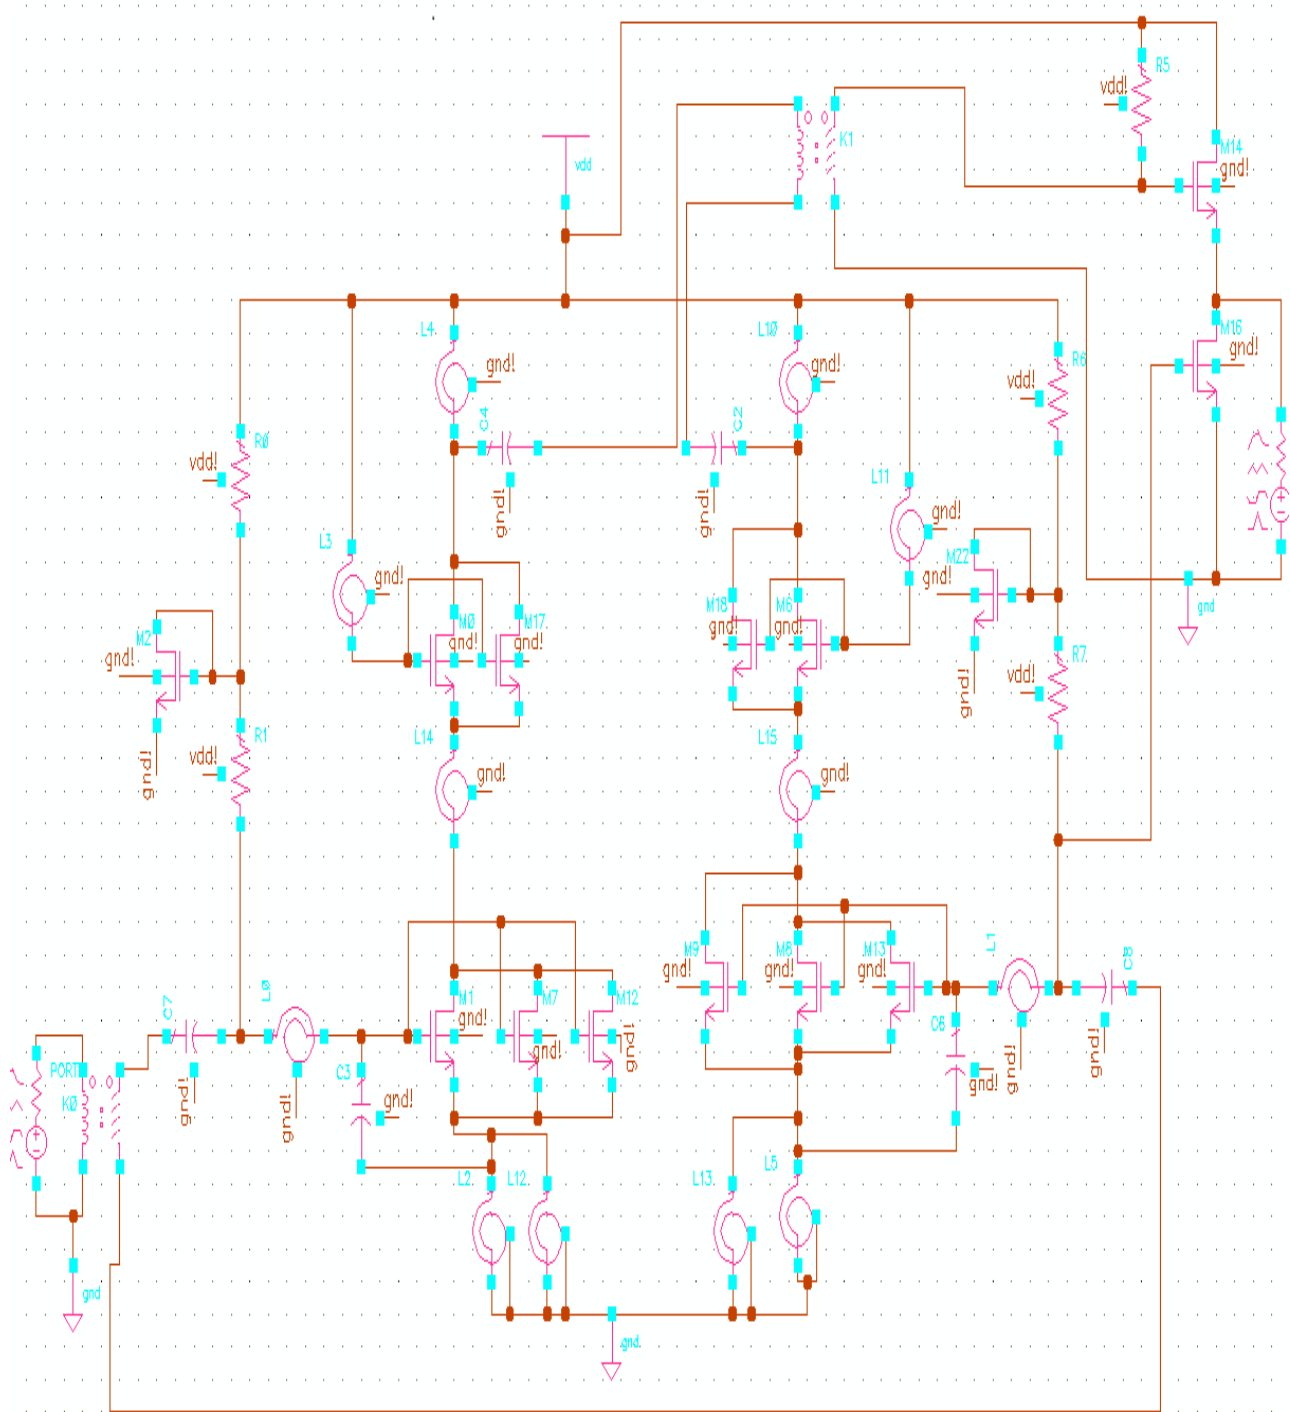 R5
vdd!
K1
M14
gnd!
vdd
L4
L10
M16
gnd!
gnd!
gnd!
R6
vdd!
C4
C2
R0
vdd!
L11
gnd!
gnd!
gnd!
L3
gnd!
M22
gnd!
M2
gnd!
M0
M17
gnd!
gnd!
M18
M6
gnd!
gnd!
gnd
R7
vdd!
gnd!
R1
vdd!
gnd!
L14
gnd!
L15
gnd!
M9
gnd!
M8
gnd!
M13
gnd!
L1
C8
C7
L0
M1
gnd!
M7
gnd!
M12
gnd!
C6
gnd!
gnd!
gnd!
PORT
K0
gnd!
gnd!
C3
gnd!
L2
L12
L13
L5
gnd
gnd